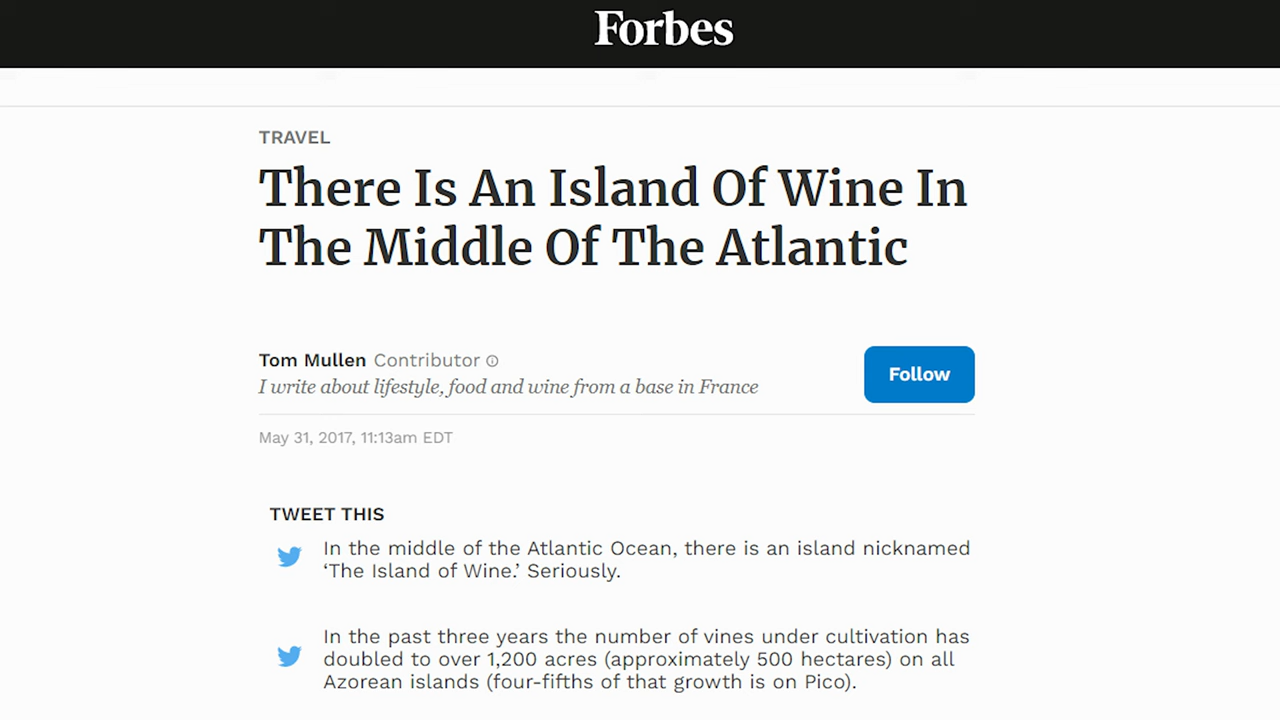 Forbes
TRAVEL
There Is An Island Of Wine In
The Middle Of The Atlantic
Tom Mullen Contributor
I write about lifestyle, food and wine from a base in France
Follow
May 31, 2017, 11:13am EDT
TWEET THIS
In the middle of the Atlantic Ocean, there is an island nicknamed
‘The Island of Wine.’ Seriously.
In the past three years the number of vines under cultivation has
doubled to over 1,200 acres (approximately 500 hectares) on all
Azorean islands (four-fifths of that growth is on Pico).